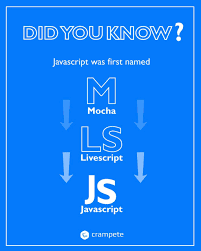 DID YOU KNOW?
Javascript was first named
M
Mocha
LS
Livescript
JS
Javascript
crampete